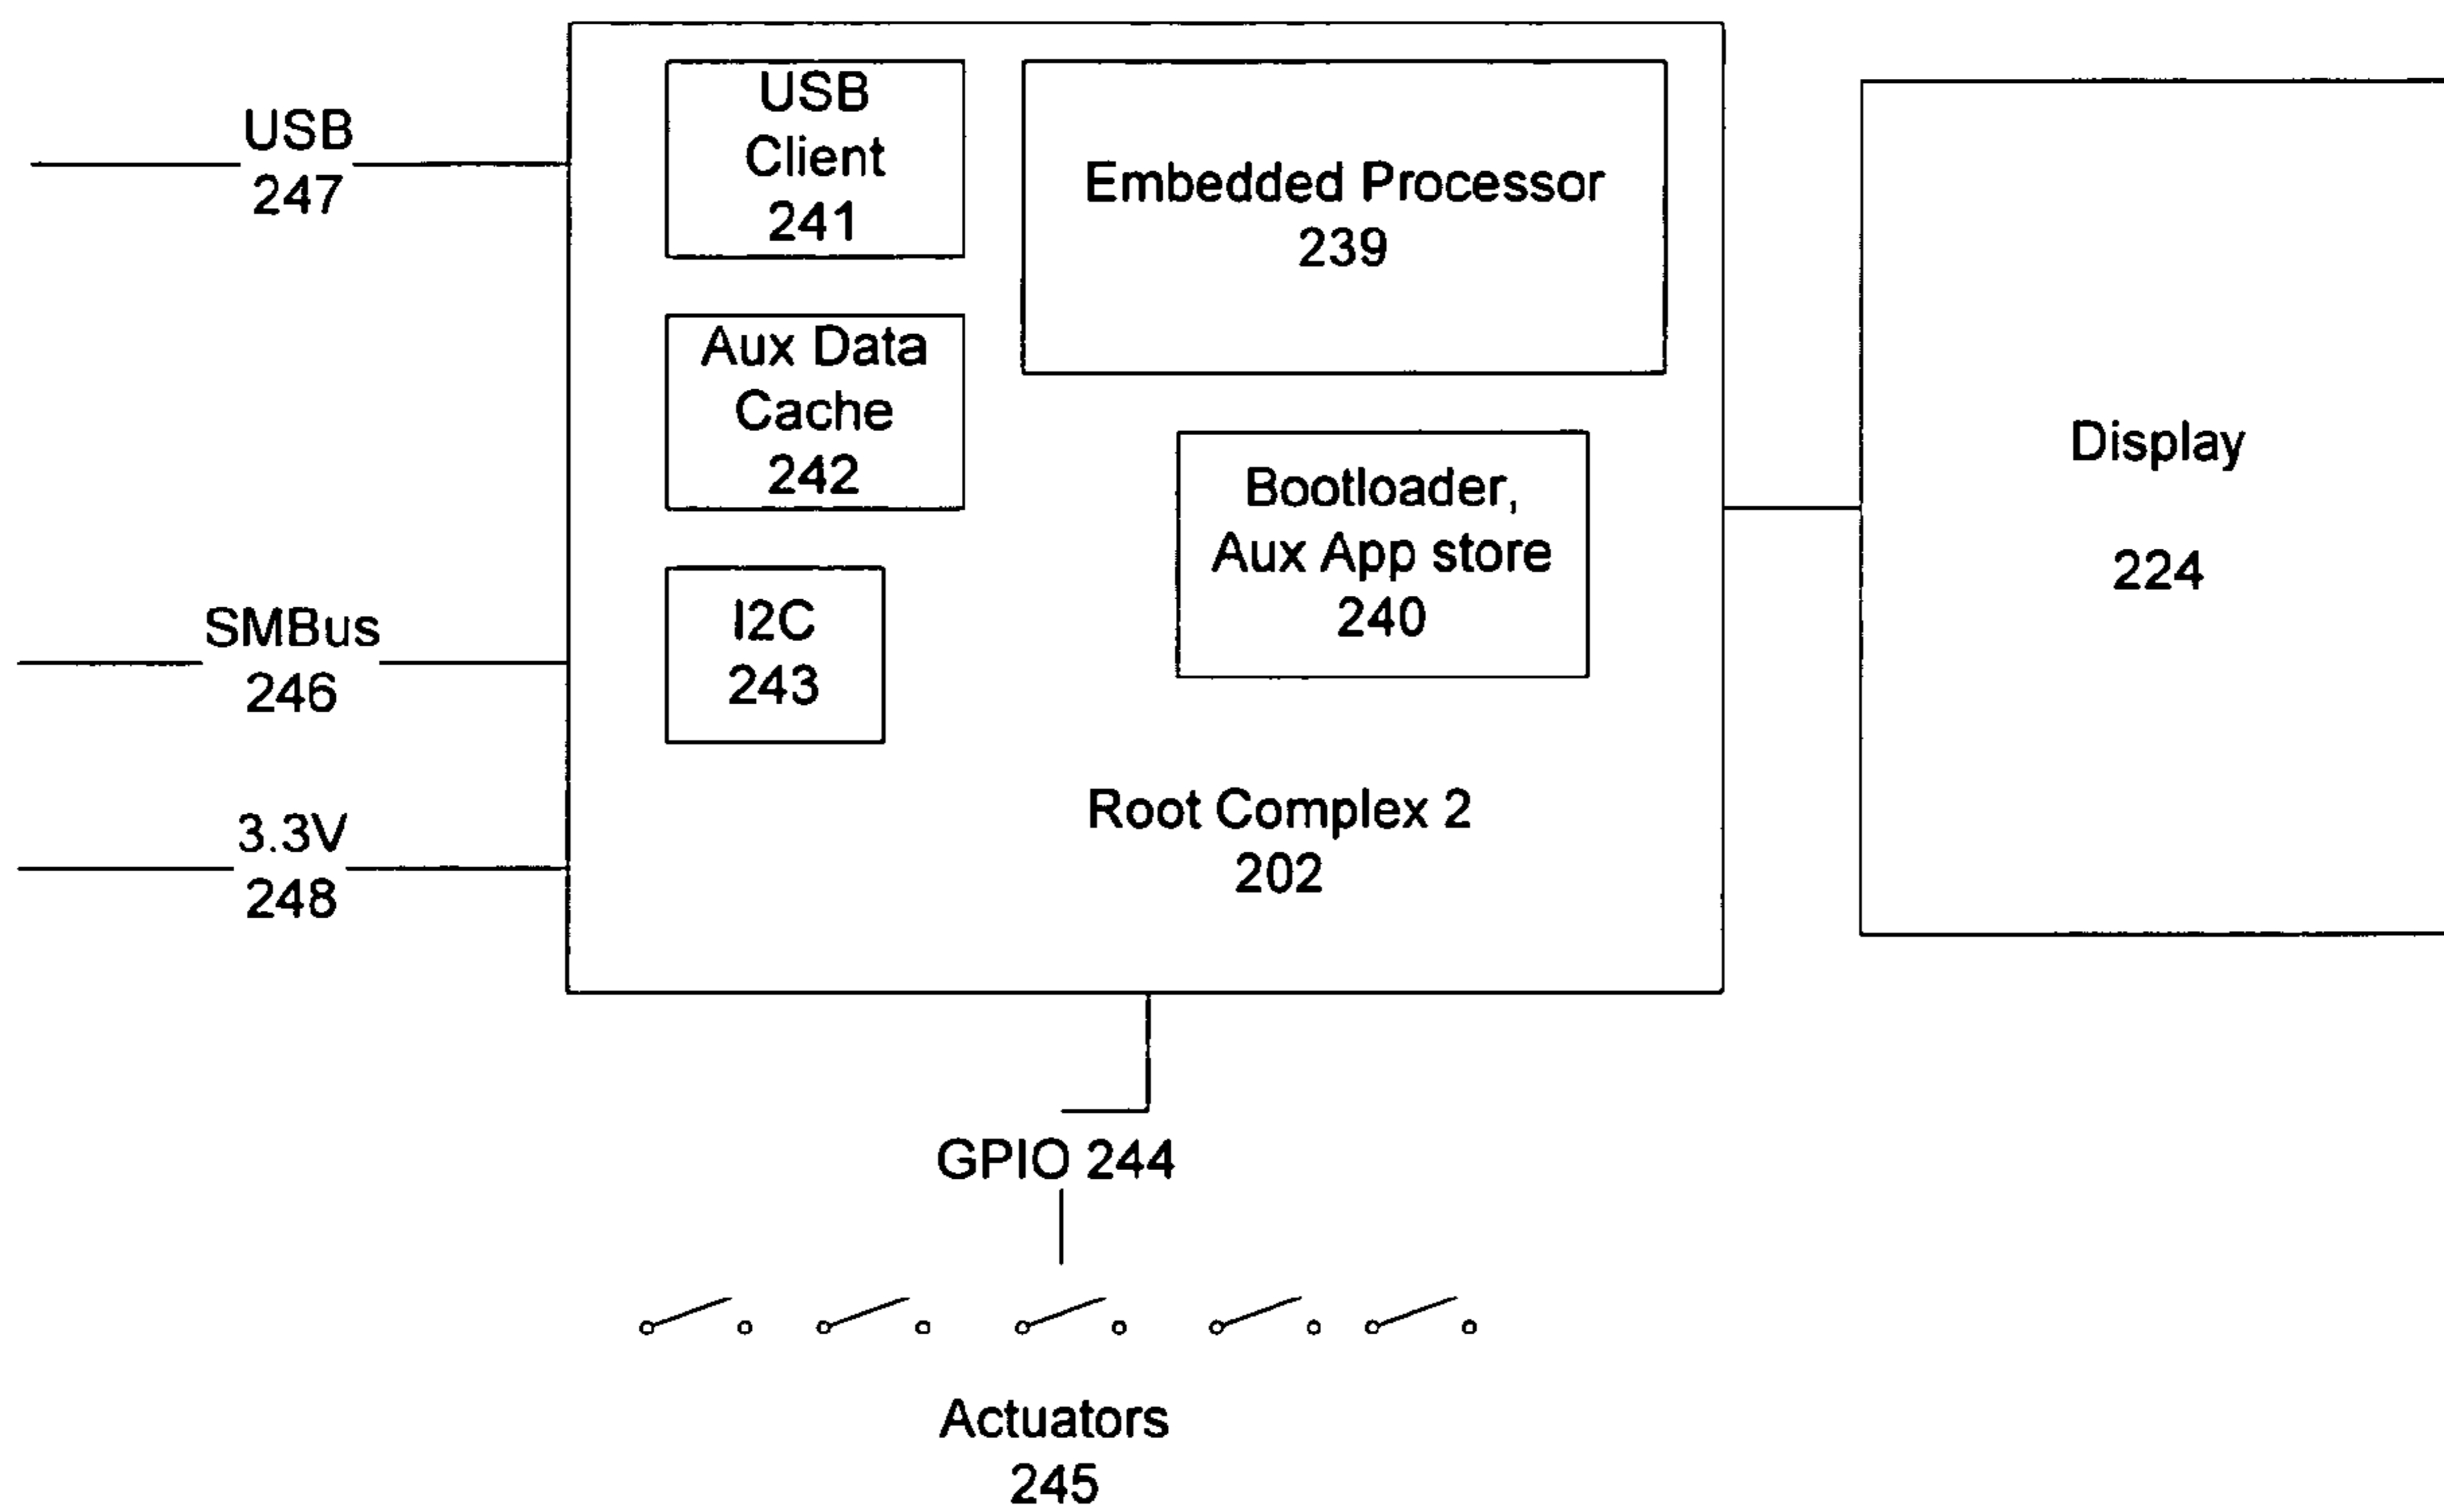 USB
247
USB
Client
241
Embedded Processor
239
Aux Data
Cache
242
Bootloader,
Aux App store
240
Display
224
SMBus
246
I2C
243
3.3V
248
Root Complex 2
202
GPIO 244
Actuators
245